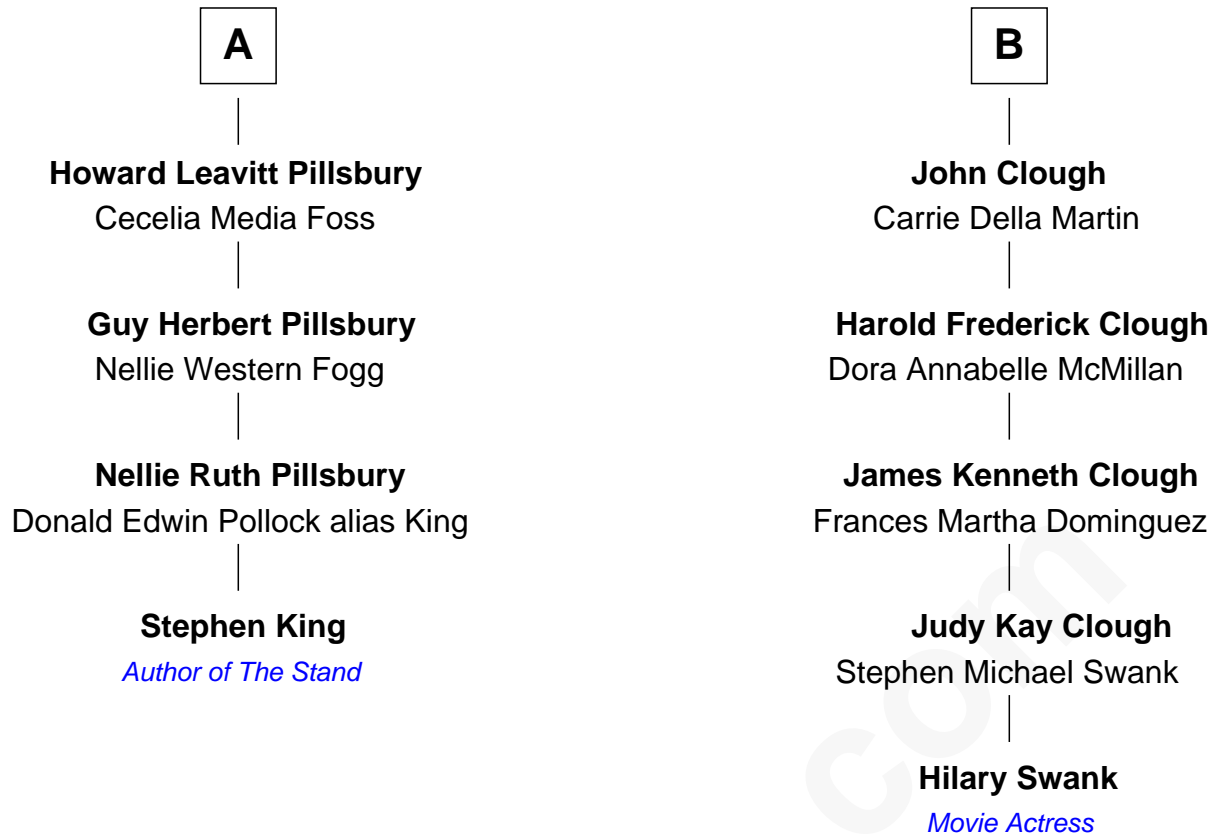 A
Howard Leavitt Pillsbury
Cecelia Media Foss
Guy Herbert Pillsbury
Nellie Western Fogg
Nellie Ruth Pillsbury
Donald Edwin Pollock alias King
Stephen King
Author of The Stand
B
John Clough
Carrie Della Martin
Harold Frederick Clough
Dora Annabelle McMillan
James Kenneth Clough
Frances Martha Dominguez
Judy Kay Clough
Stephen Michael Swank
Hilary Swank
Movie Actress
com